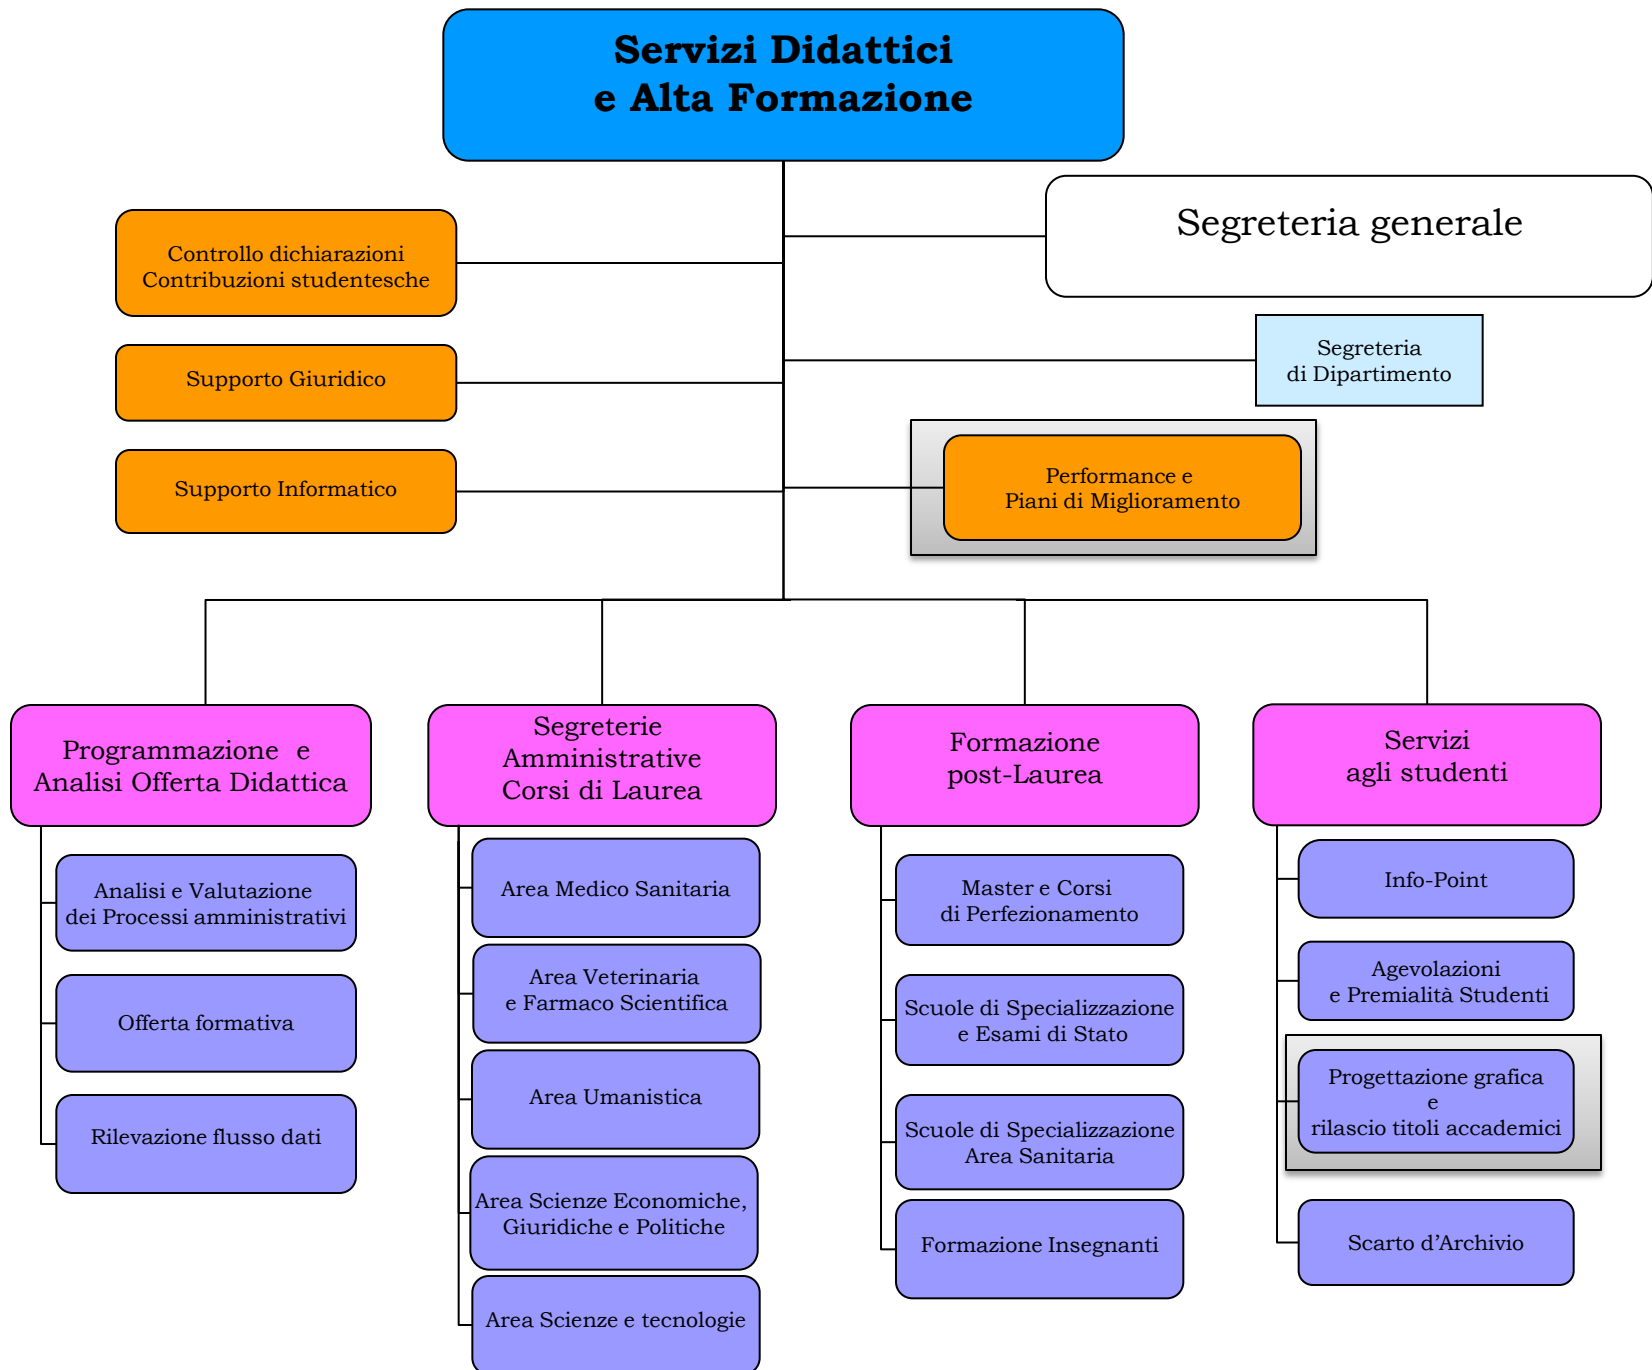 Servizi Didattici
e Alta Formazione
Segreteria generale
Controllo dichiarazioni
Contribuzioni studentesche
Segreteria
di Dipartimento
Supporto Giuridico
Performance e
Piani di Miglioramento
Supporto Informatico
Programmazione e
Analisi Offerta Didattica
Analisi e Valutazione
dei Processi amministrativi
Offerta formativa
Rilevazione flusso dati
Segreterie
Amministrative
Corsi di Laurea
Area Medico Sanitaria
Area Veterinaria
e Farmaco Scientifica
Area Umanistica
Area Scienze Economiche,
Giuridiche e Politiche
Area Scienze e tecnologie
Formazione
post-Laurea
Master e Corsi
di Perfezionamento
Scuole di Specializzazione
e Esami di Stato
Scuole di Specializzazione
Area Sanitaria
Formazione Insegnanti
Servizi
agli studenti
Info-Point
Agevolazioni
e Premialità Studenti
Progettazione grafica
e
rilascio titoli accademici
Scarto d’Archivio